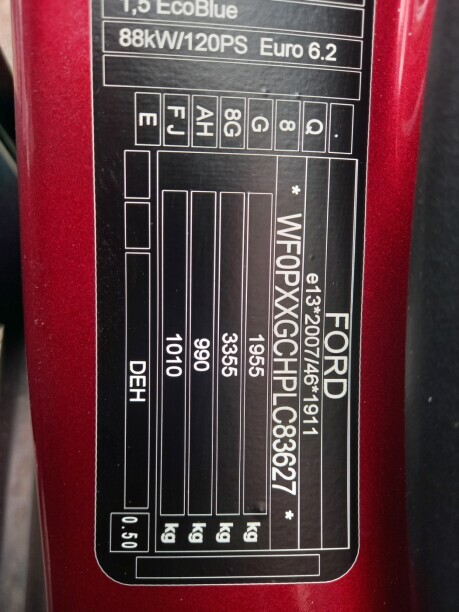 1,5 EcoBlue
88kW/120PS Euro 6.2
FORD
e13*2007/46*1911
* WF0PXXGCHPLC83627 *
1955 kg
3355 kg
990 kg
1010 kg
DEH 0.50
. Q 8 G 8G AH FJ E